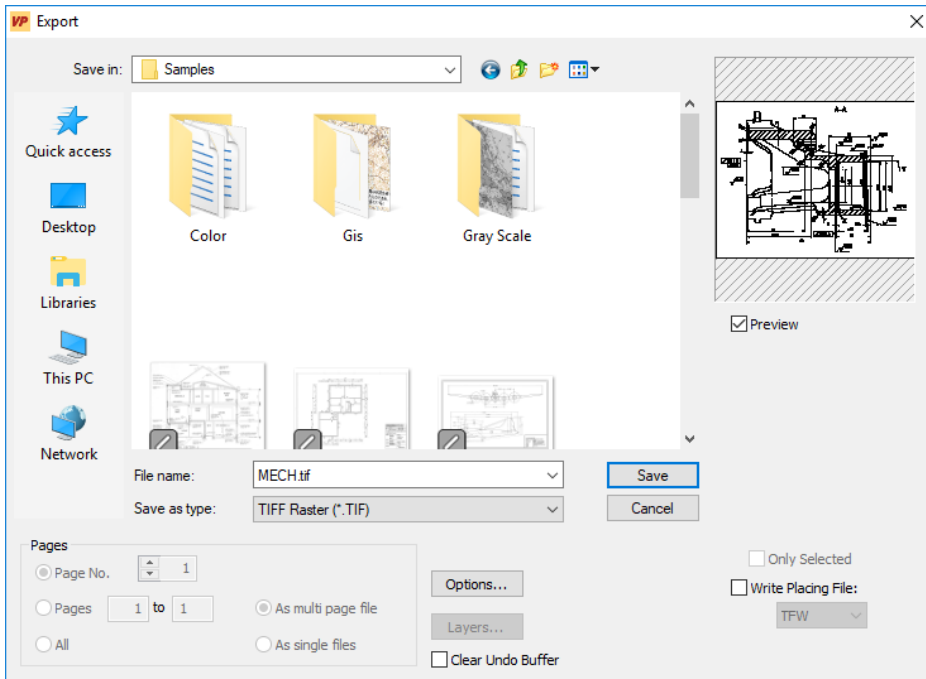 VP Export
Save in: Samples
Quick access
Desktop
Libraries
This PC
Network
Color
Gis
Gray Scale
A-A
Preview
File name: MECH.tif
Save
Save as type: TIFF Raster (*.TIF)
Cancel
Pages
Page No. 1
Pages 1 to 1
As multi page file
All
As single files
Options...
Layers...
Clear Undo Buffer
Only Selected
Write Placing File:
TFW